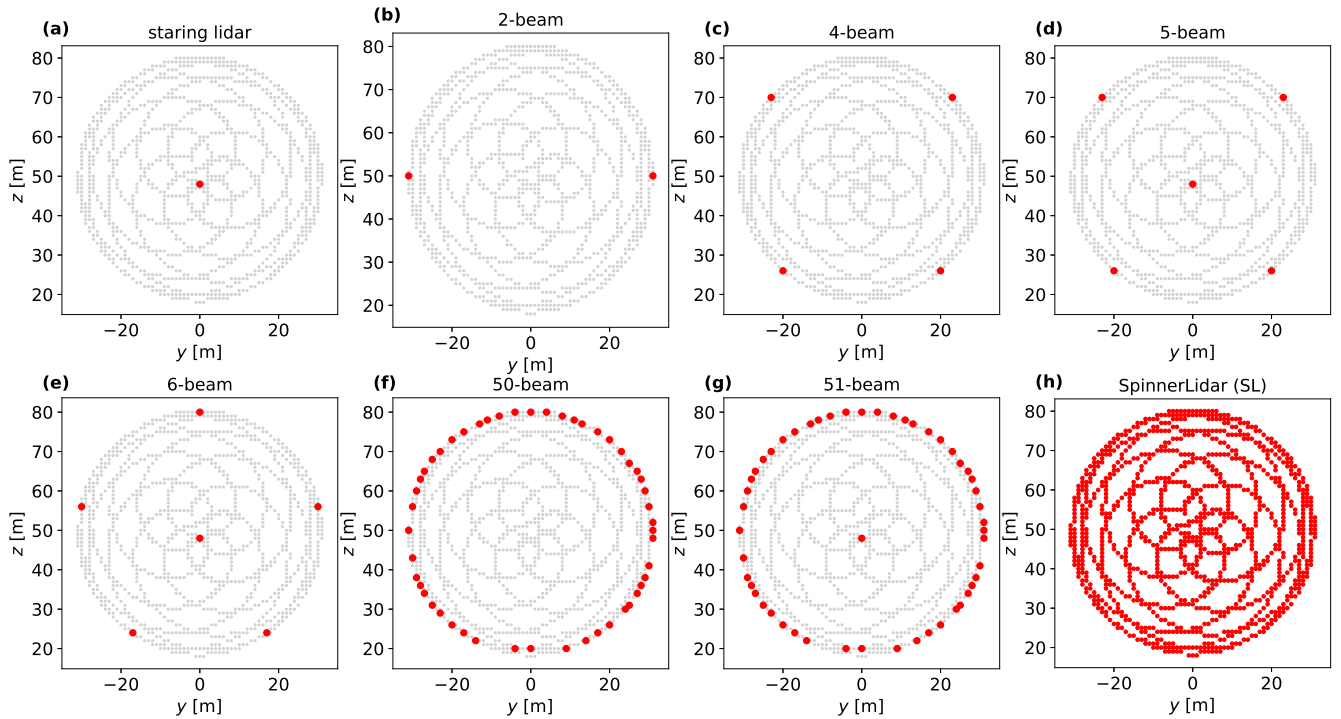 (a) staring lidar
80
70
60
50
40
30
20
z [m]
−20 0 20
y [m]
(b) 2-beam
80
70
60
50
40
30
20
z [m]
−20 0 20
y [m]
(c) 4-beam
80
70
60
50
40
30
20
z [m]
−20 0 20
y [m]
(d) 5-beam
80
70
60
50
40
30
20
z [m]
−20 0 20
y [m]
(e) 6-beam
80
70
60
50
40
30
20
z [m]
−20 0 20
y [m]
(f) 50-beam
80
70
60
50
40
30
20
z [m]
−20 0 20
y [m]
(g) 51-beam
80
70
60
50
40
30
20
z [m]
−20 0 20
y [m]
(h) SpinnerLidar (SL)
80
70
60
50
40
30
20
z [m]
−20 0 20
y [m]